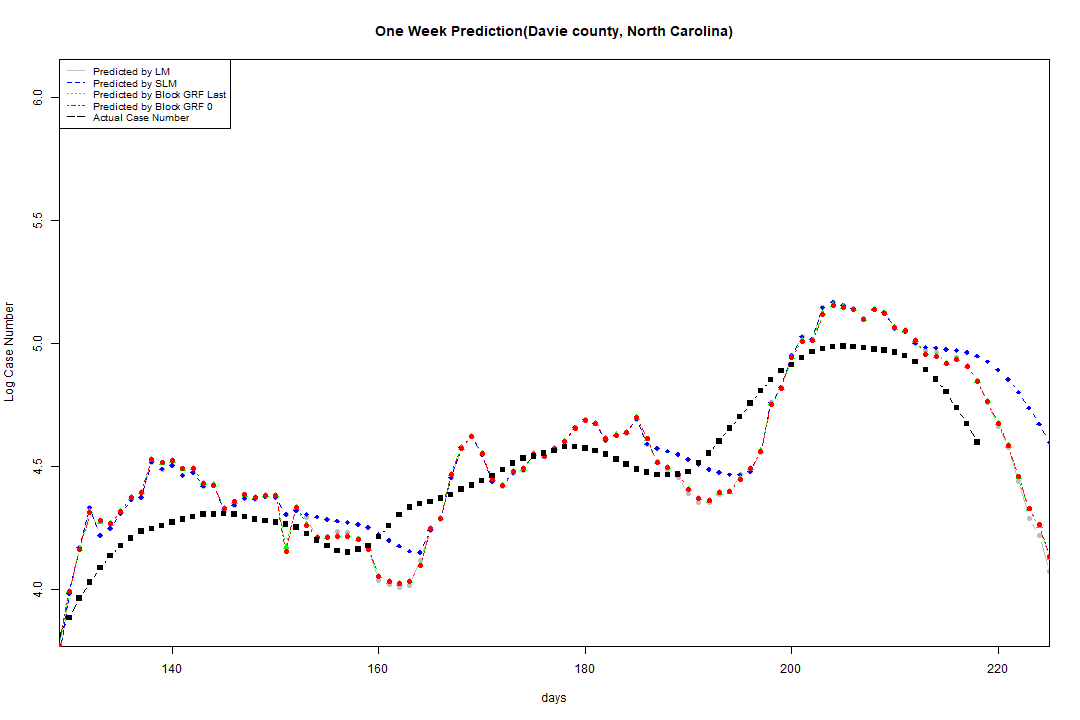 One Week Prediction(Davie county, North Carolina)
Predicted by LM
Predicted by SLM
Predicted by Block GRF Last
Predicted by Block GRF 0
Actual Case Number
6.0
5.5
5.0
4.5
4.0
Log Case Number
140 160 180 200 220
days